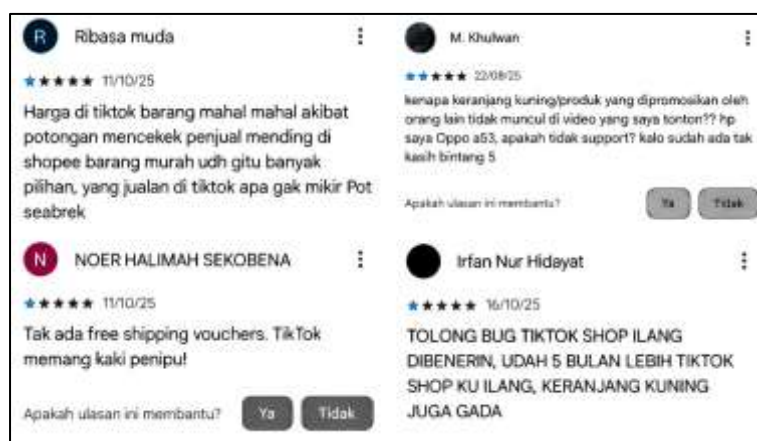 R Ribasa muda
11/10/25
Harga di tiktok barang mahal mahal akibat
potongan mencekek penjual mending di
shopee barang murah udh gitu banyak
pilihan, yang jualan di tiktok apa gak mikir Pot
seabrek
M. Khulwan
22/08/25
kenapa keranjang kuning/produk yang dipromosikan oleh
orang lain tidak muncul di video yang saya tonton?? hp
saya Oppo a53, apakah tidak support? kalo sudah ada tak
kasih bintang 5
Apakah ulasan ini membantu? Ya Tidak
N NOER HALIMAH SEKOBENA
11/10/25
Tak ada free shipping vouchers. TikTok
memang kaki penipu!
Apakah ulasan ini membantu? Ya Tidak
Irfan Nur Hidayat
16/10/25
TOLONG BUG TIKTOK SHOP ILANG
DIBENERIN, UDAH 5 BULAN LEBIH TIKTOK
SHOP KU ILANG, KERANJANG KUNING
JUGA GADA